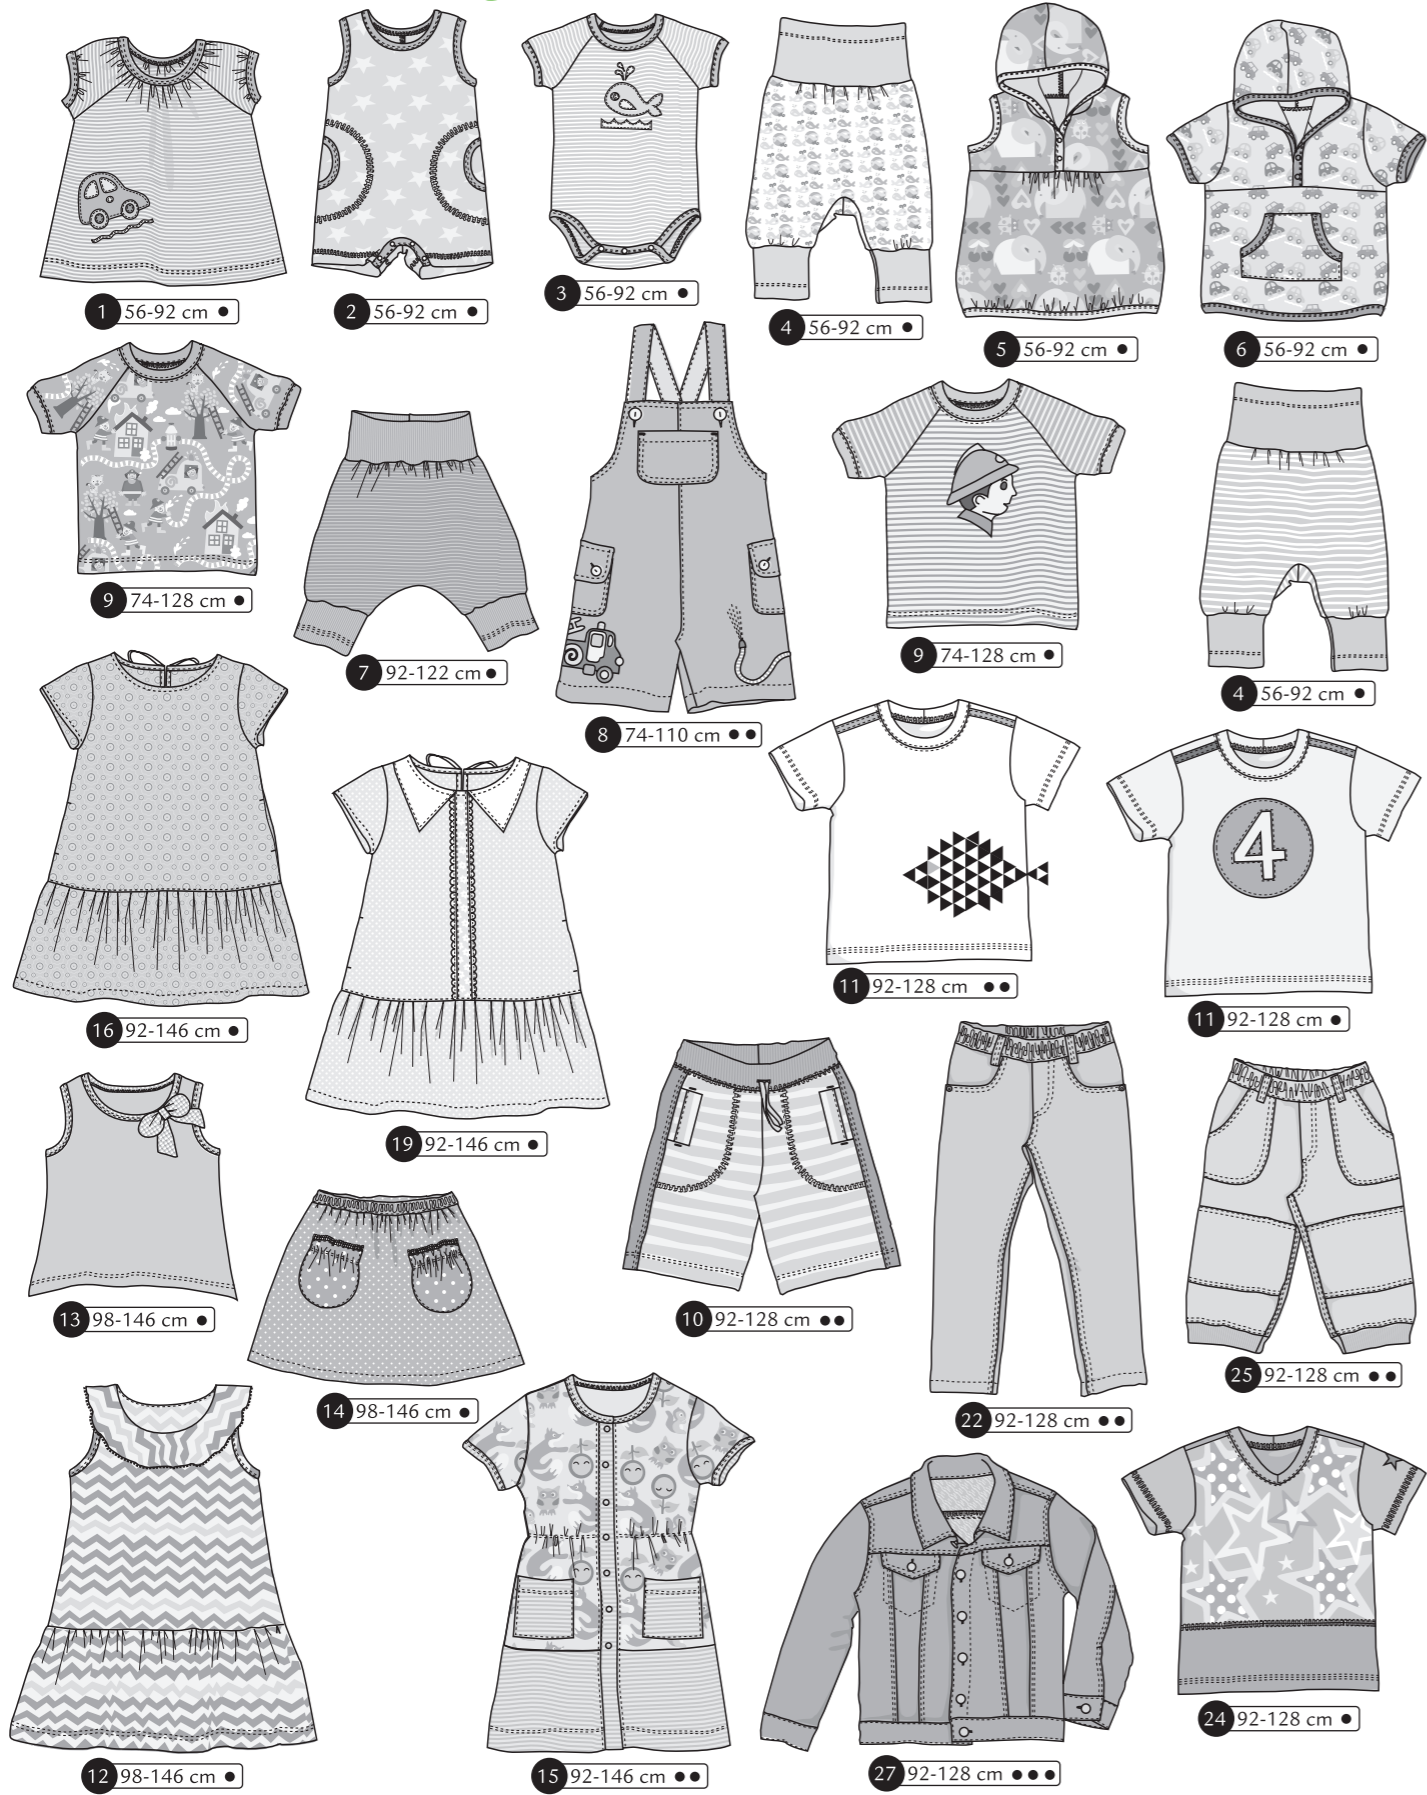 1 56-92 cm ●
2 56-92 cm ●
3 56-92 cm ●
4 56-92 cm ●
5 56-92 cm ●
6 56-92 cm ●
9 74-128 cm ●
7 92-122 cm ●
8 74-110 cm ●●
9 74-128 cm ●
4 56-92 cm ●
4
16 92-146 cm ●
19 92-146 cm ●
11 92-128 cm ●●
11 92-128 cm ●
13 98-146 cm ●
14 98-146 cm ●
10 92-128 cm ●●
22 92-128 cm ●●
25 92-128 cm ●●
12 98-146 cm ●
15 92-146 cm ●●
27 92-128 cm ●●●
24 92-128 cm ●